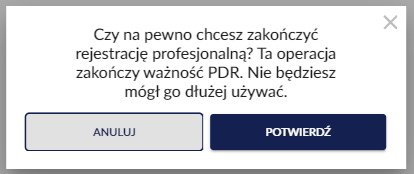 Czy na pewno chcesz zakończyć
rejestrację profesjonalną? Ta operacja
zakończy ważność PDR. Nie będziesz
mógł go dłużej używać.
ANULUJ
POTWIERDŹ